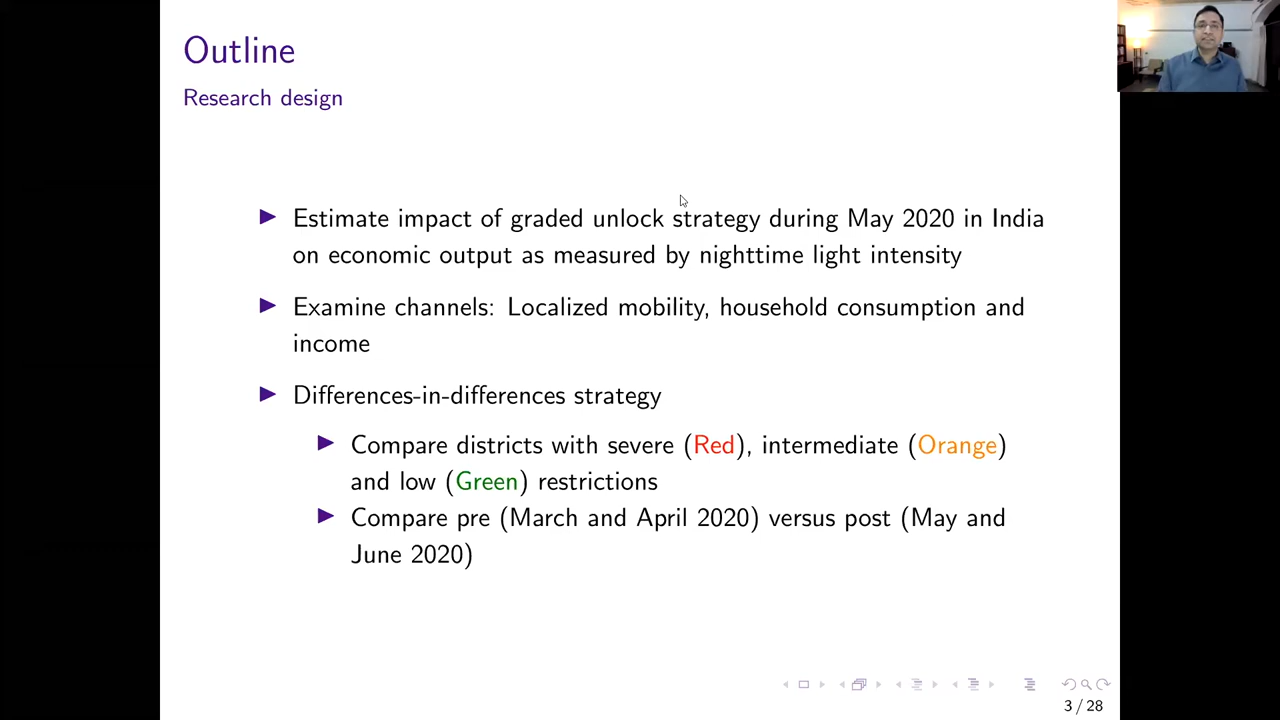 Outline
Research design
Estimate impact of graded unlock strategy during May 2020 in India
on economic output as measured by nighttime light intensity
Examine channels: Localized mobility, household consumption and
income
Differences-in-differences strategy
Compare districts with severe (Red), intermediate (Orange)
and low (Green) restrictions
Compare pre (March and April 2020) versus post (May and
June 2020)
3 / 28